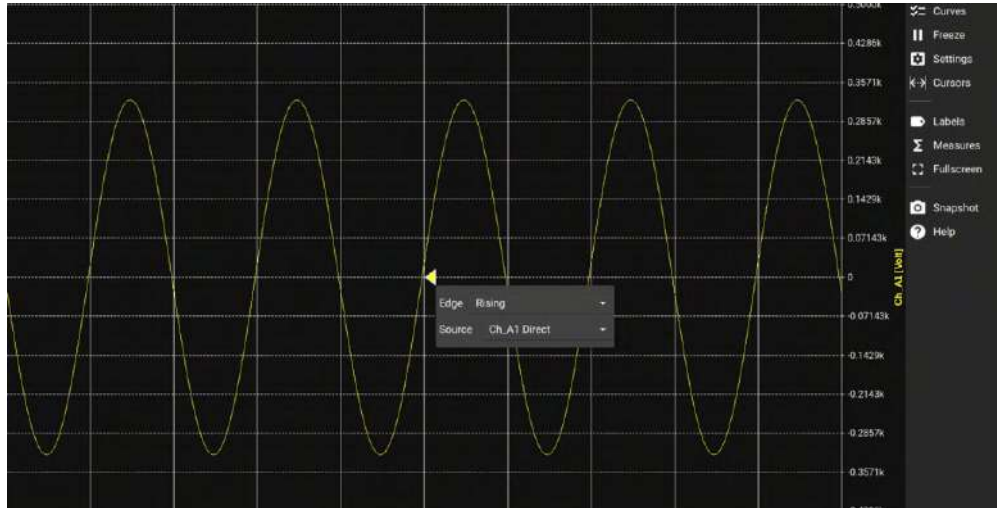 0.5000k
Curves
0.4286k
Freeze
Settings
0.3571k
Cursors
0.2857k
Labels
0.2143k
Measures
Fullscreen
0.1429k
Snapshot
0.07143k
Help
0
Ch_A1 [Volt]
Edge Rising
-0.07143k
Source Ch_A1 Direct
-0.1429k
-0.2143k
-0.2857k
-0.3571k